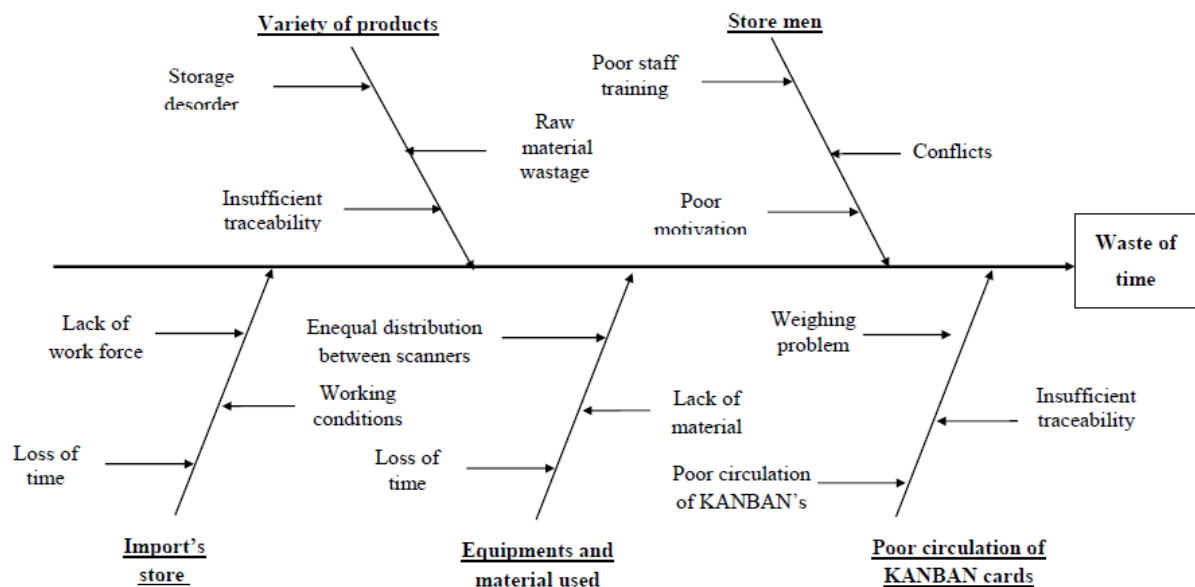 Variety of products
Store men
Storage
desorder
Poor staff
training
Raw
material
wastage
Conflicts
Insufficient
traceability
Poor
motivation
Waste of
time
Lack of
work force
Enequal distribution
between scanners
Weighing
problem
Working
conditions
Lack of
material
Insufficient
traceability
Loss of
time
Loss of
time
Poor circulation
of KANBAN’s
Import’s
store
Equipments and
material used
Poor circulation of
KANBAN cards